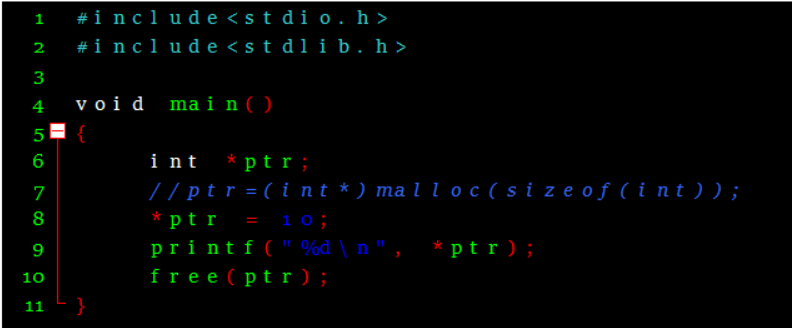 1 #include<stdio.h>
2 #include<stdlib.h>
3
4 void main()
5 {
6 int *ptr;
7 //ptr=(int*)malloc(sizeof(int));
8 *ptr = 10;
9 printf("%d\n", *ptr);
10 free(ptr);
11 }